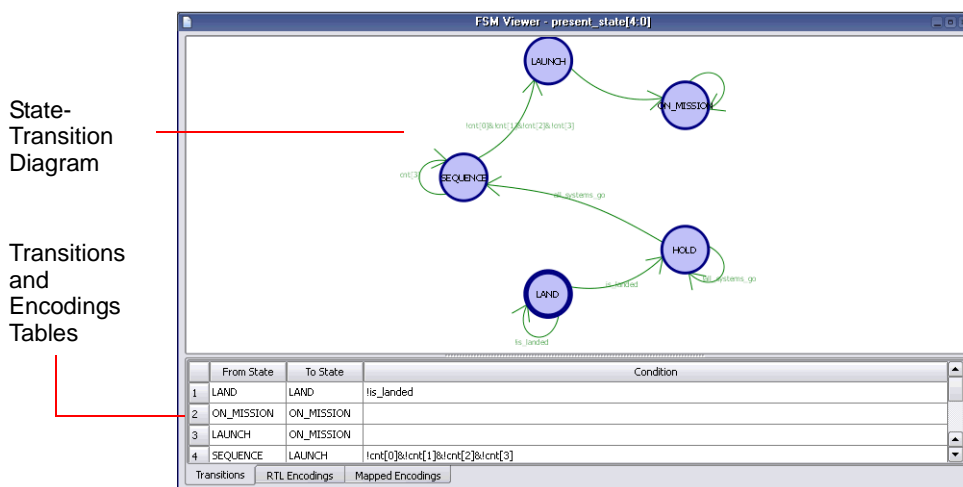 FSM Viewer - present_state[4:0]
State-
Transition
Diagram
LAUNCH
ON_MISSION
!cnt[0]&!cnt[1]&!cnt[2]&!cnt[3]
cnt[3]
SEQUENCE
all_systems_go
HOLD
!all_systems_go
is_landed
LAND
!is_landed
Transitions
and
Encodings
Tables
From State To State Condition
1 LAND LAND !is_landed
2 ON_MISSION ON_MISSION
3 LAUNCH ON_MISSION
4 SEQUENCE LAUNCH !cnt[0]&!cnt[1]&!cnt[2]&!cnt[3]
Transitions RTL Encodings Mapped Encodings